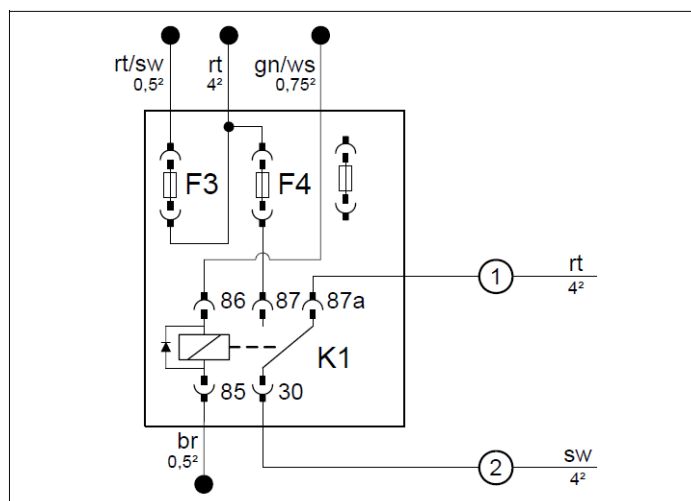 rt/sw
0,5²
rt
4²
gn/ws
0,75²
F3
F4
1
rt
4²
86
87
87a
K1
85
30
br
0,5²
2
sw
4²